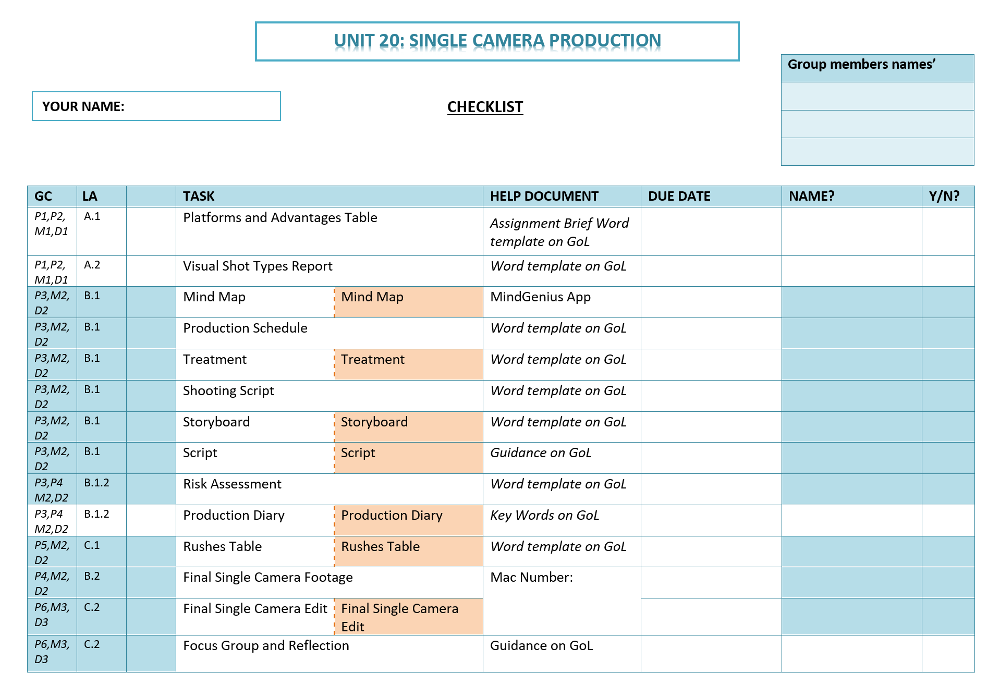 UNIT 20: SINGLE CAMERA PRODUCTION
Group members names’
YOUR NAME:
CHECKLIST
GC LA TASK HELP DOCUMENT DUE DATE NAME? Y/N?
P1,P2, A.1 Platforms and Advantages Table Assignment Brief Word
M1,D1 template on GoL
P1,P2, A.2 Visual Shot Types Report Word template on GoL
M1,D1
P3,M2, B.1 Mind Map Mind Map MindGenius App
D2
P3,M2, B.1 Production Schedule Word template on GoL
D2
P3,M2, B.1 Treatment Treatment Word template on GoL
D2
P3,M2, B.1 Shooting Script Word template on GoL
D2
P3,M2, B.1 Storyboard Storyboard Word template on GoL
D2
P3,M2, B.1 Script Script Guidance on GoL
D2
P3,P4 B.1.2 Risk Assessment Word template on GoL
M2,D2
P3,P4 B.1.2 Production Diary Production Diary Key Words on GoL
M2,D2
P5,M2, C.1 Rushes Table Rushes Table Word template on GoL
D2
P4,M2, B.2 Final Single Camera Footage Mac Number:
D2
P6,M3, C.2 Final Single Camera Edit Final Single Camera
D3 Edit
P6,M3, C.2 Focus Group and Reflection Guidance on GoL
D3